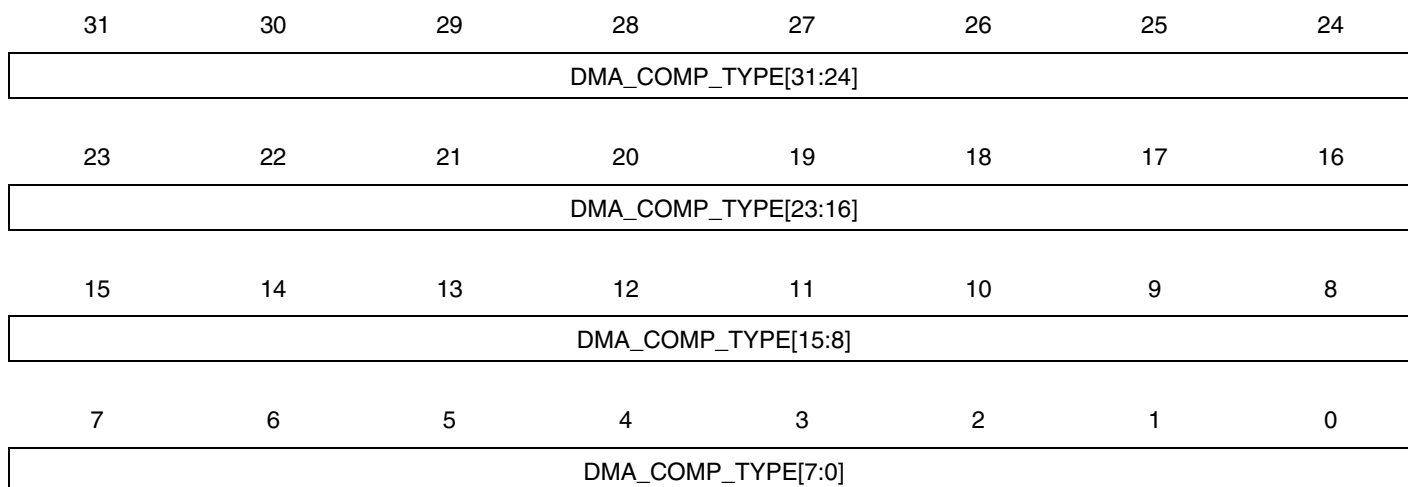 31 30 29 28 27 26 25 24
DMA_COMP_TYPE[31:24]
23 22 21 20 19 18 17 16
DMA_COMP_TYPE[23:16]
15 14 13 12 11 10 9 8
DMA_COMP_TYPE[15:8]
7 6 5 4 3 2 1 0
DMA_COMP_TYPE[7:0]